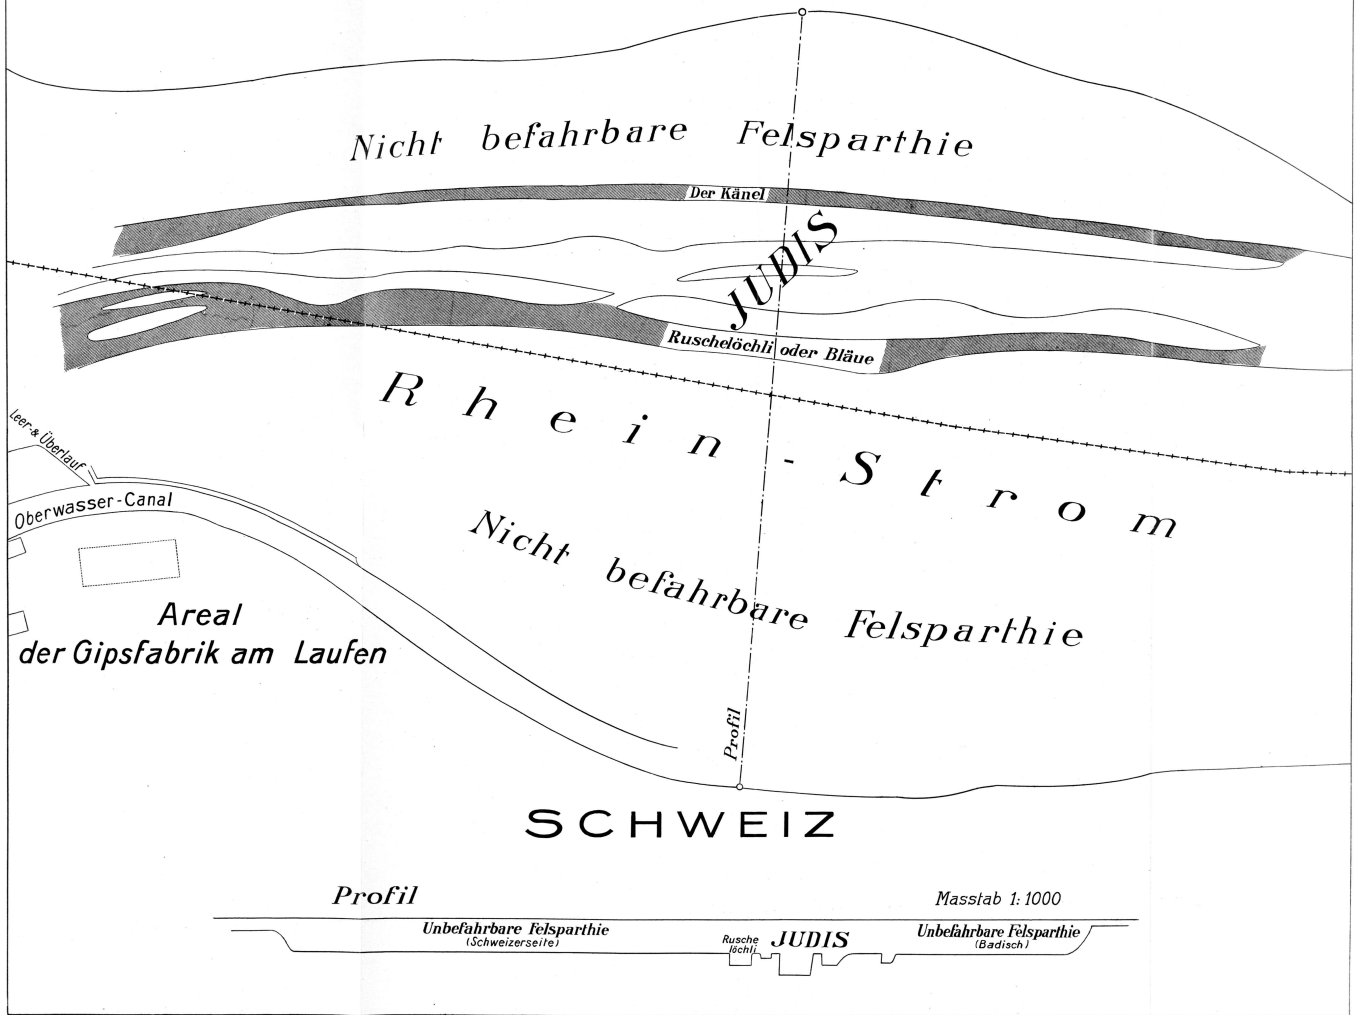 Nicht befahrbare Felsparthie
Der Känel
JUDIS
Ruschelöchli oder Bläue
Rhein-Strom
Leer-& Überlauf
Oberwasser-Canal
Nicht befahrbare Felsparthie
Areal
der Gipsfabrik am Laufen
Profil
SCHWEIZ
Profil
Masstab 1:1000
Unbefahrbare Felsparthie
(Schweizerseite)
Rusche
löchli
JUDIS
Unbefahrbare Felsparthie
(Badisch)